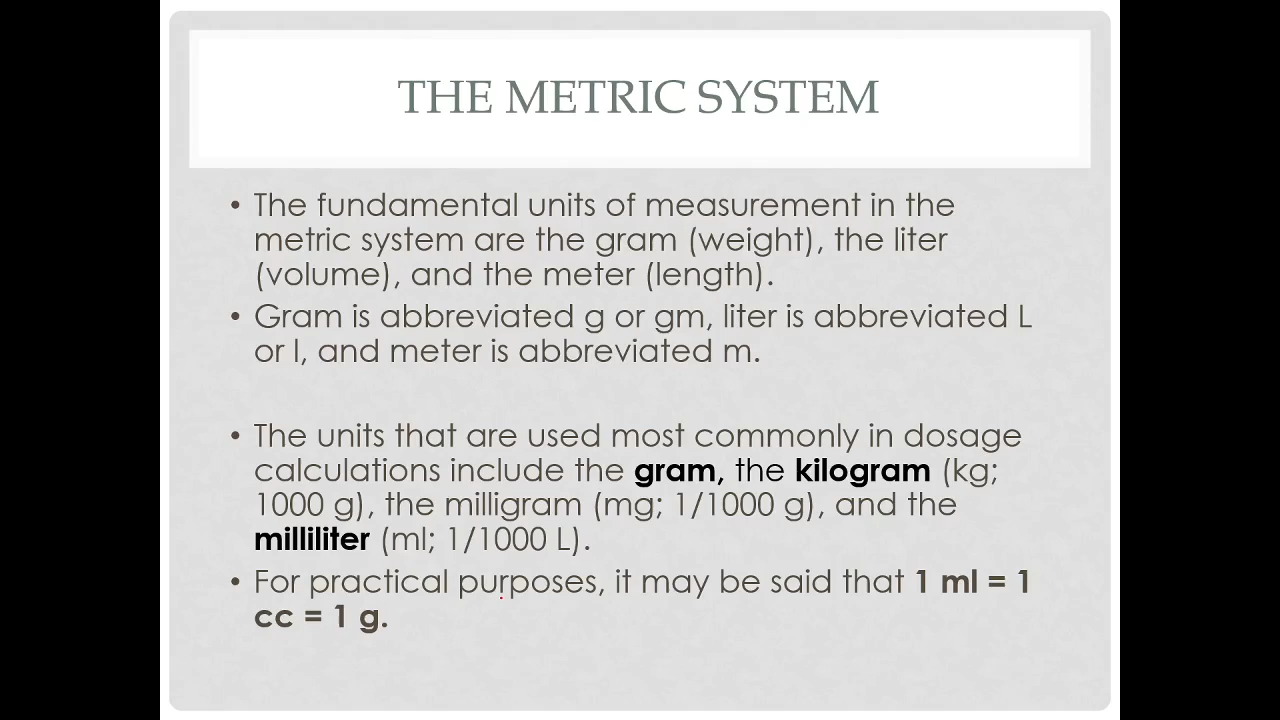 THE METRIC SYSTEM
• The fundamental units of measurement in the
metric system are the gram (weight), the liter
(volume), and the meter (length).
• Gram is abbreviated g or gm, liter is abbreviated L
or l, and meter is abbreviated m.
• The units that are used most commonly in dosage
calculations include the gram, the kilogram (kg;
1000 g), the milligram (mg; 1/1000 g), and the
milliliter (ml; 1/1000 L).
• For practical purposes, it may be said that 1 ml = 1
cc = 1 g.